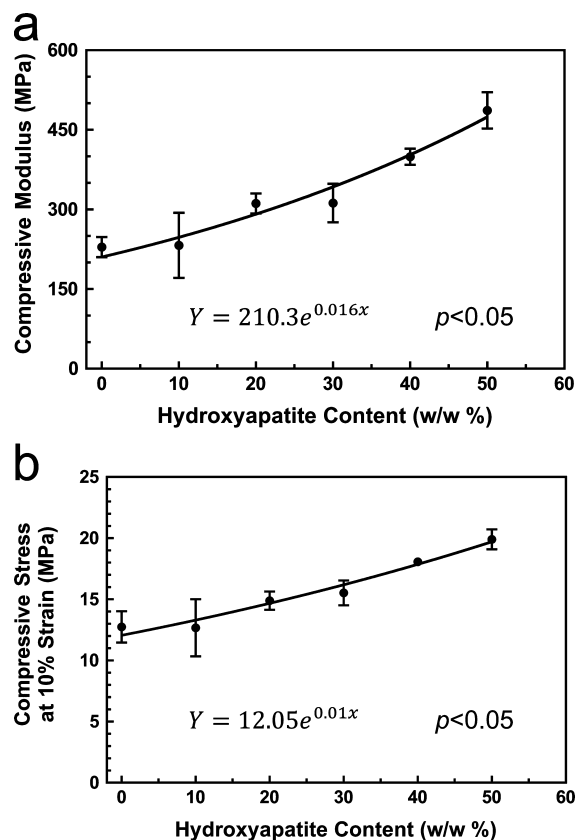 a
Compressive Modulus (MPa)
600
450
300
150
0
Y = 210.3e^{0.016x}
p<0.05
0 10 20 30 40 50 60
Hydroxyapatite Content (w/w %)
b
Compressive Stress
at 10% Strain (MPa)
25
20
15
10
5
0
Y = 12.05e^{0.01x}
p<0.05
0 10 20 30 40 50 60
Hydroxyapatite Content (w/w %)